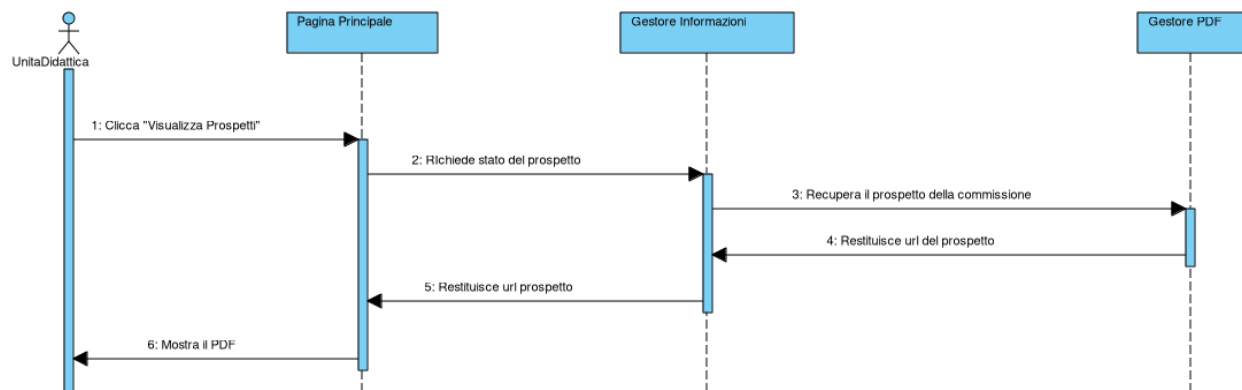 Pagina Principale
Gestore Informazioni
Gestore PDF
UnitaDidattica
1: Clicca "Visualizza Prospetti"
2: RIchiede stato del prospetto
3: Recupera il prospetto della commissione
4: Restituisce url del prospetto
5: Restituisce url prospetto
6: Mostra il PDF